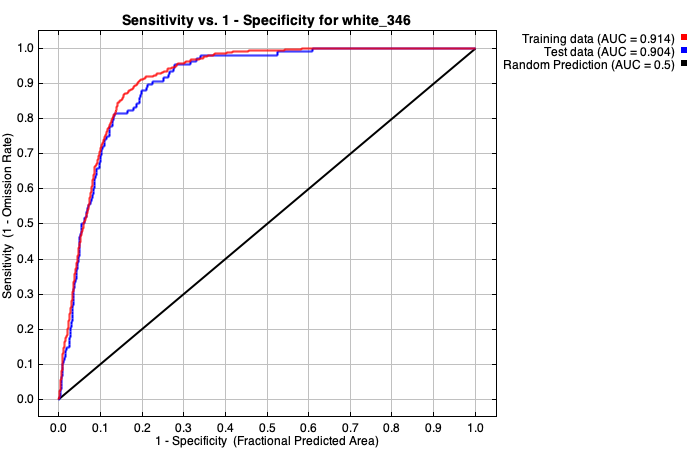 Sensitivity vs. 1 - Specificity for white_346
Training data (AUC = 0.914)
Test data (AUC = 0.904)
Random Prediction (AUC = 0.5)
Sensitivity (1 - Omission Rate)
1.0
0.9
0.8
0.7
0.6
0.5
0.4
0.3
0.2
0.1
0.0
0.0 0.1 0.2 0.3 0.4 0.5 0.6 0.7 0.8 0.9 1.0
1 - Specificity (Fractional Predicted Area)